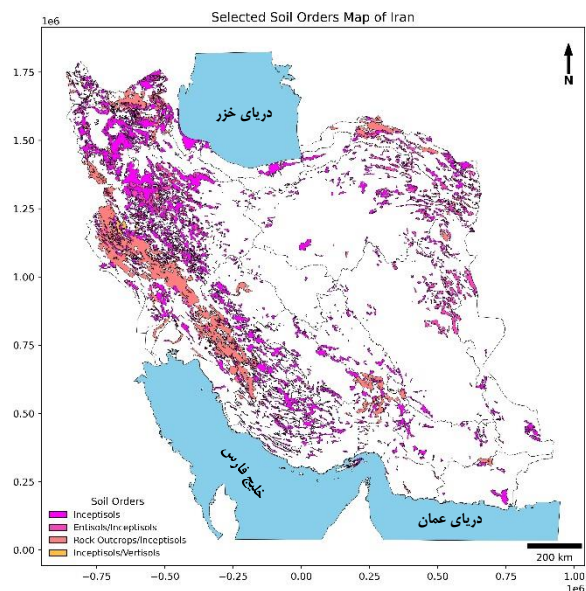 Selected Soil Orders Map of Iran
1e6
1.75
1.50
1.25
1.00
0.75
0.50
0.25
0.00
دریای خزر
خلیج فارس
دریای عمان
Soil Orders
Inceptisols
Entisols/Inceptisols
Rock Outcrops/Inceptisols
Inceptisols/Vertisols
200 km
−0.75
−0.50
−0.25
0.00
0.25
0.50
0.75
1.00
1e6